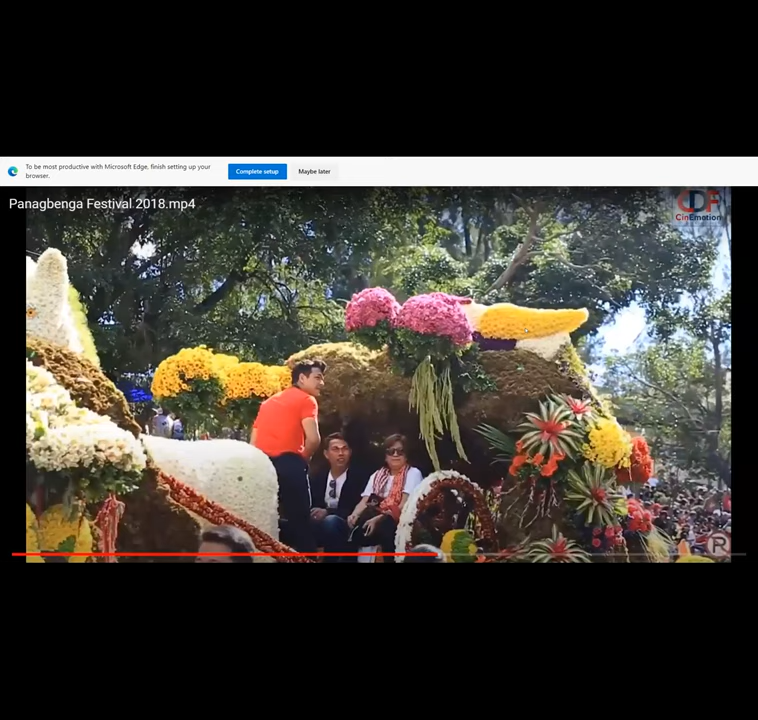 To be most productive with Microsoft Edge, finish setting up your
browser.
Complete setup
Maybe later
Panagbenga Festival 2018.mp4
CDF
CinEmotion
R